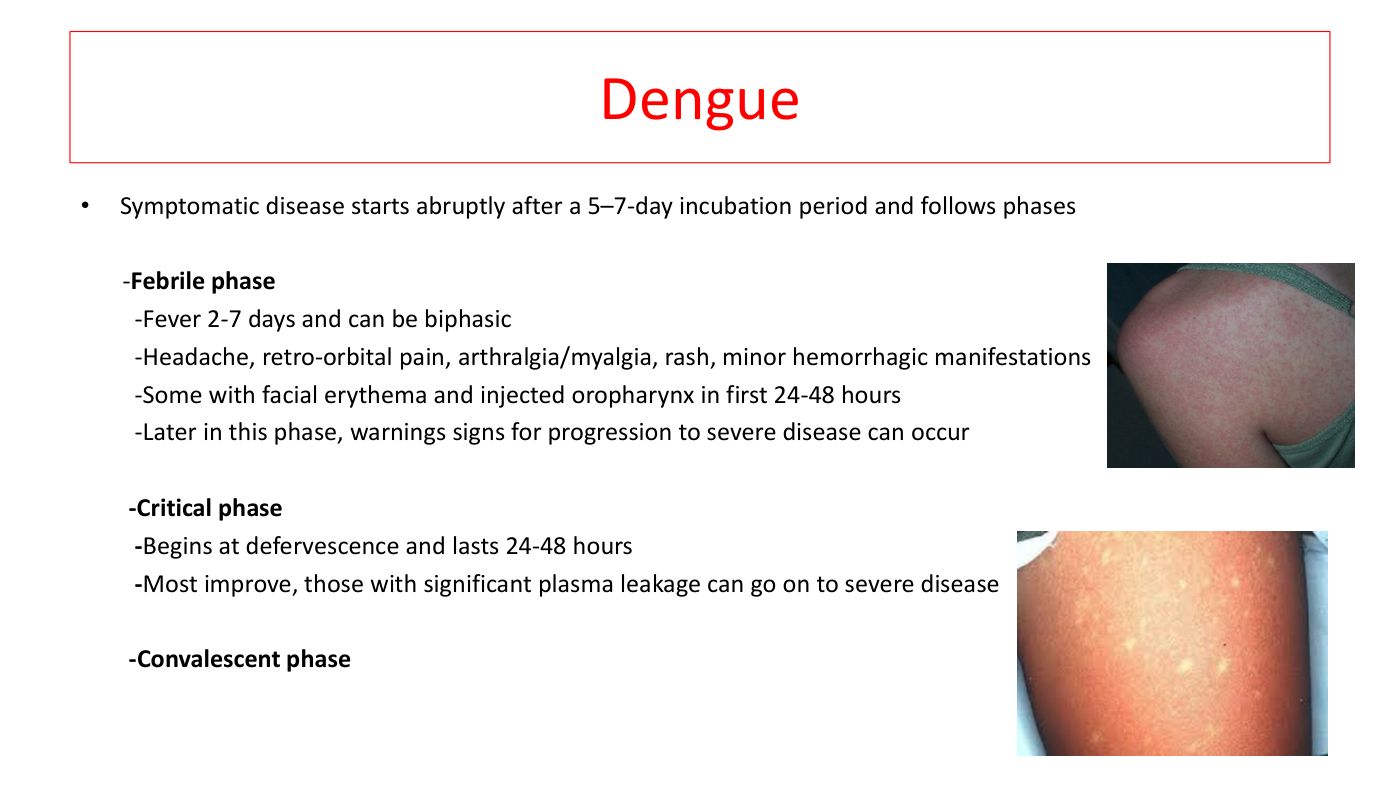 Dengue
• Symptomatic disease starts abruptly after a 5–7-day incubation period and follows phases
-Febrile phase
-Fever 2-7 days and can be biphasic
-Headache, retro-orbital pain, arthralgia/myalgia, rash, minor hemorrhagic manifestations
-Some with facial erythema and injected oropharynx in first 24-48 hours
-Later in this phase, warnings signs for progression to severe disease can occur
-Critical phase
-Begins at defervescence and lasts 24-48 hours
-Most improve, those with significant plasma leakage can go on to severe disease
-Convalescent phase